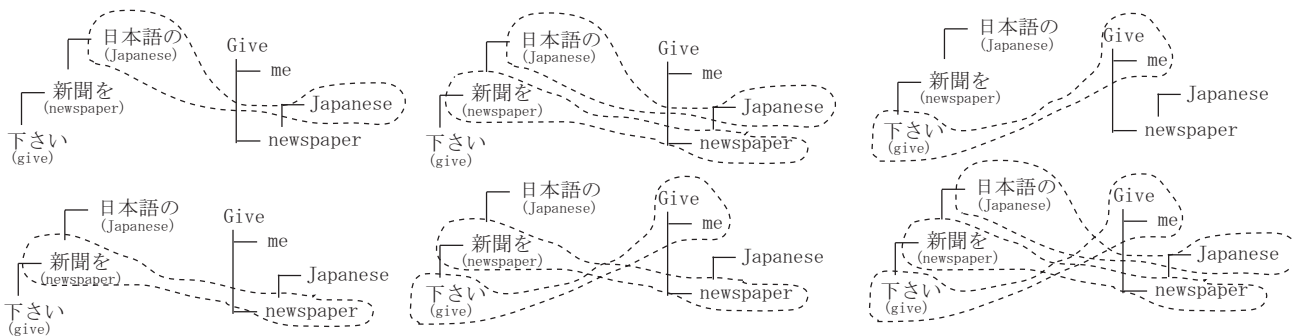 日本語の
(Japanese)
新聞を
(newspaper)
下さい
(give)
Give
me
Japanese
newspaper
日本語の
(Japanese)
新聞を
(newspaper)
下さい
(give)
Give
me
Japanese
newspaper
日本語の
(Japanese)
新聞を
(newspaper)
下さい
(give)
Give
me
Japanese
newspaper
日本語の
(Japanese)
新聞を
(newspaper)
下さい
(give)
Give
me
Japanese
newspaper
日本語の
(Japanese)
新聞を
(newspaper)
下さい
(give)
Give
me
Japanese
newspaper
日本語の
(Japanese)
新聞を
(newspaper)
下さい
(give)
Give
me
Japanese
newspaper